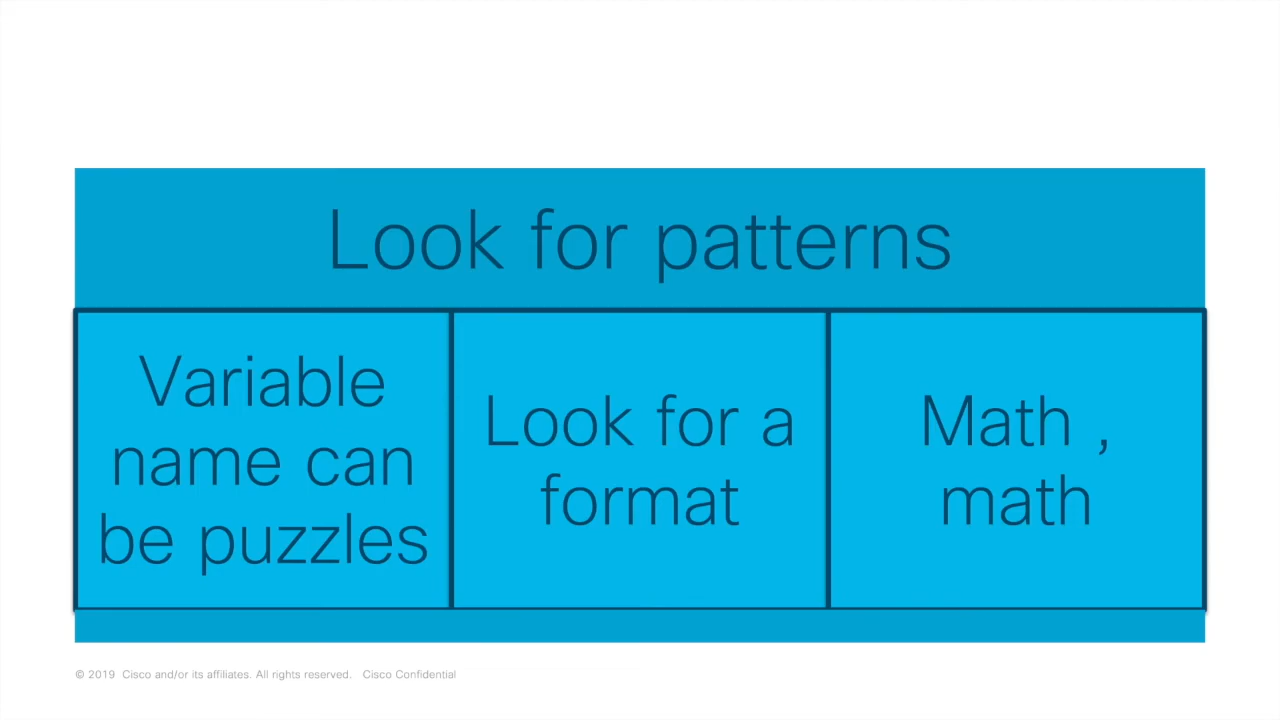 Look for patterns
Variable
name can
be puzzles
Look for a
format
Math ,
math
© 2019 Cisco and/or its affiliates. All rights reserved. Cisco Confidential